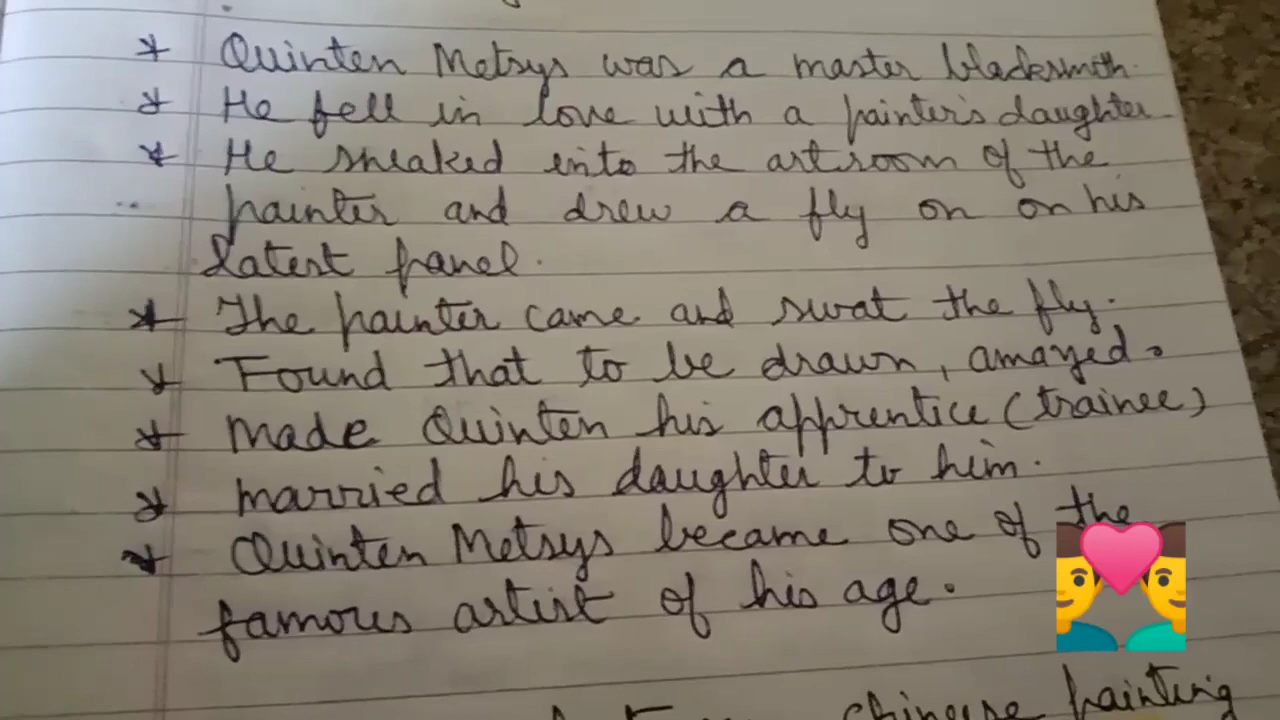 * Quinten Metsys was a master blacksmith.
* He fell in love with a painter's daughter
* He sneaked into the artroom of the
painter and drew a fly on on his
latest panel.
* The painter came and swat the fly.
* Found that to be drawn, amazed.
* Made Quinten his apprentice (trainee)
* married his daughter to him.
* Quinten Metsys became one of the
famous artist of his age.
chinese painting